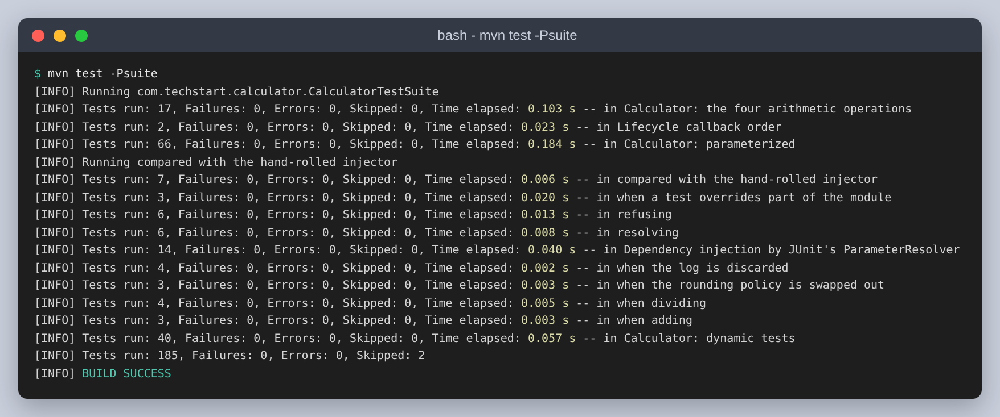 bash - mvn test -Psuite
$ mvn test -Psuite
[INFO] Running com.techstart.calculator.CalculatorTestSuite
[INFO] Tests run: 17, Failures: 0, Errors: 0, Skipped: 0, Time elapsed: 0.103 s -- in Calculator: the four arithmetic operations
[INFO] Tests run: 2, Failures: 0, Errors: 0, Skipped: 0, Time elapsed: 0.023 s -- in Lifecycle callback order
[INFO] Tests run: 66, Failures: 0, Errors: 0, Skipped: 0, Time elapsed: 0.184 s -- in Calculator: parameterized
[INFO] Running compared with the hand-rolled injector
[INFO] Tests run: 7, Failures: 0, Errors: 0, Skipped: 0, Time elapsed: 0.006 s -- in compared with the hand-rolled injector
[INFO] Tests run: 3, Failures: 0, Errors: 0, Skipped: 0, Time elapsed: 0.020 s -- in when a test overrides part of the module
[INFO] Tests run: 6, Failures: 0, Errors: 0, Skipped: 0, Time elapsed: 0.013 s -- in refusing
[INFO] Tests run: 6, Failures: 0, Errors: 0, Skipped: 0, Time elapsed: 0.008 s -- in resolving
[INFO] Tests run: 14, Failures: 0, Errors: 0, Skipped: 0, Time elapsed: 0.040 s -- in Dependency injection by JUnit's ParameterResolver
[INFO] Tests run: 4, Failures: 0, Errors: 0, Skipped: 0, Time elapsed: 0.002 s -- in when the log is discarded
[INFO] Tests run: 3, Failures: 0, Errors: 0, Skipped: 0, Time elapsed: 0.003 s -- in when the rounding policy is swapped out
[INFO] Tests run: 4, Failures: 0, Errors: 0, Skipped: 0, Time elapsed: 0.005 s -- in when dividing
[INFO] Tests run: 3, Failures: 0, Errors: 0, Skipped: 0, Time elapsed: 0.003 s -- in when adding
[INFO] Tests run: 40, Failures: 0, Errors: 0, Skipped: 0, Time elapsed: 0.057 s -- in Calculator: dynamic tests
[INFO] Tests run: 185, Failures: 0, Errors: 0, Skipped: 2
[INFO] BUILD SUCCESS